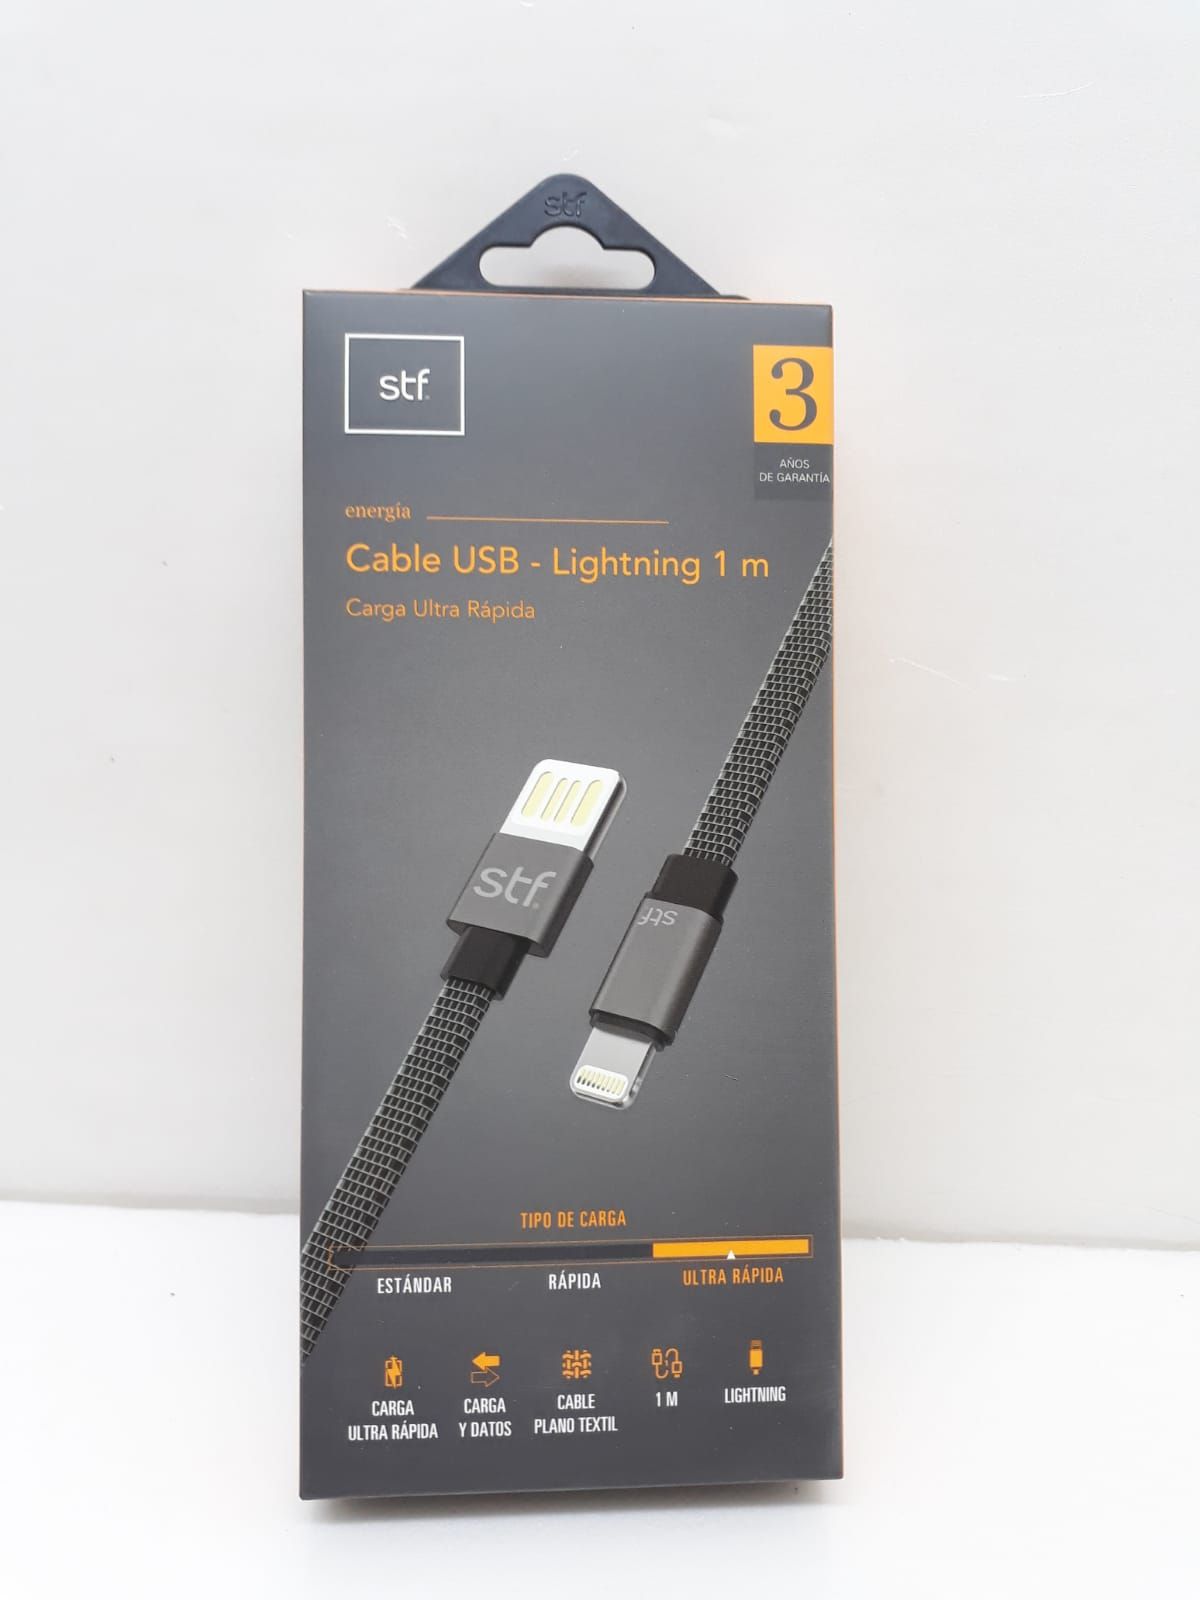 stf
stf
3
AÑOS
DE GARANTÍA
energía
Cable USB - Lightning 1 m
Carga Ultra Rápida
stf
stf
TIPO DE CARGA
ESTÁNDAR
RÁPIDA
ULTRA RÁPIDA
CARGA
ULTRA RÁPIDA
CARGA
Y DATOS
CABLE
PLANO TEXTIL
1 M
LIGHTNING